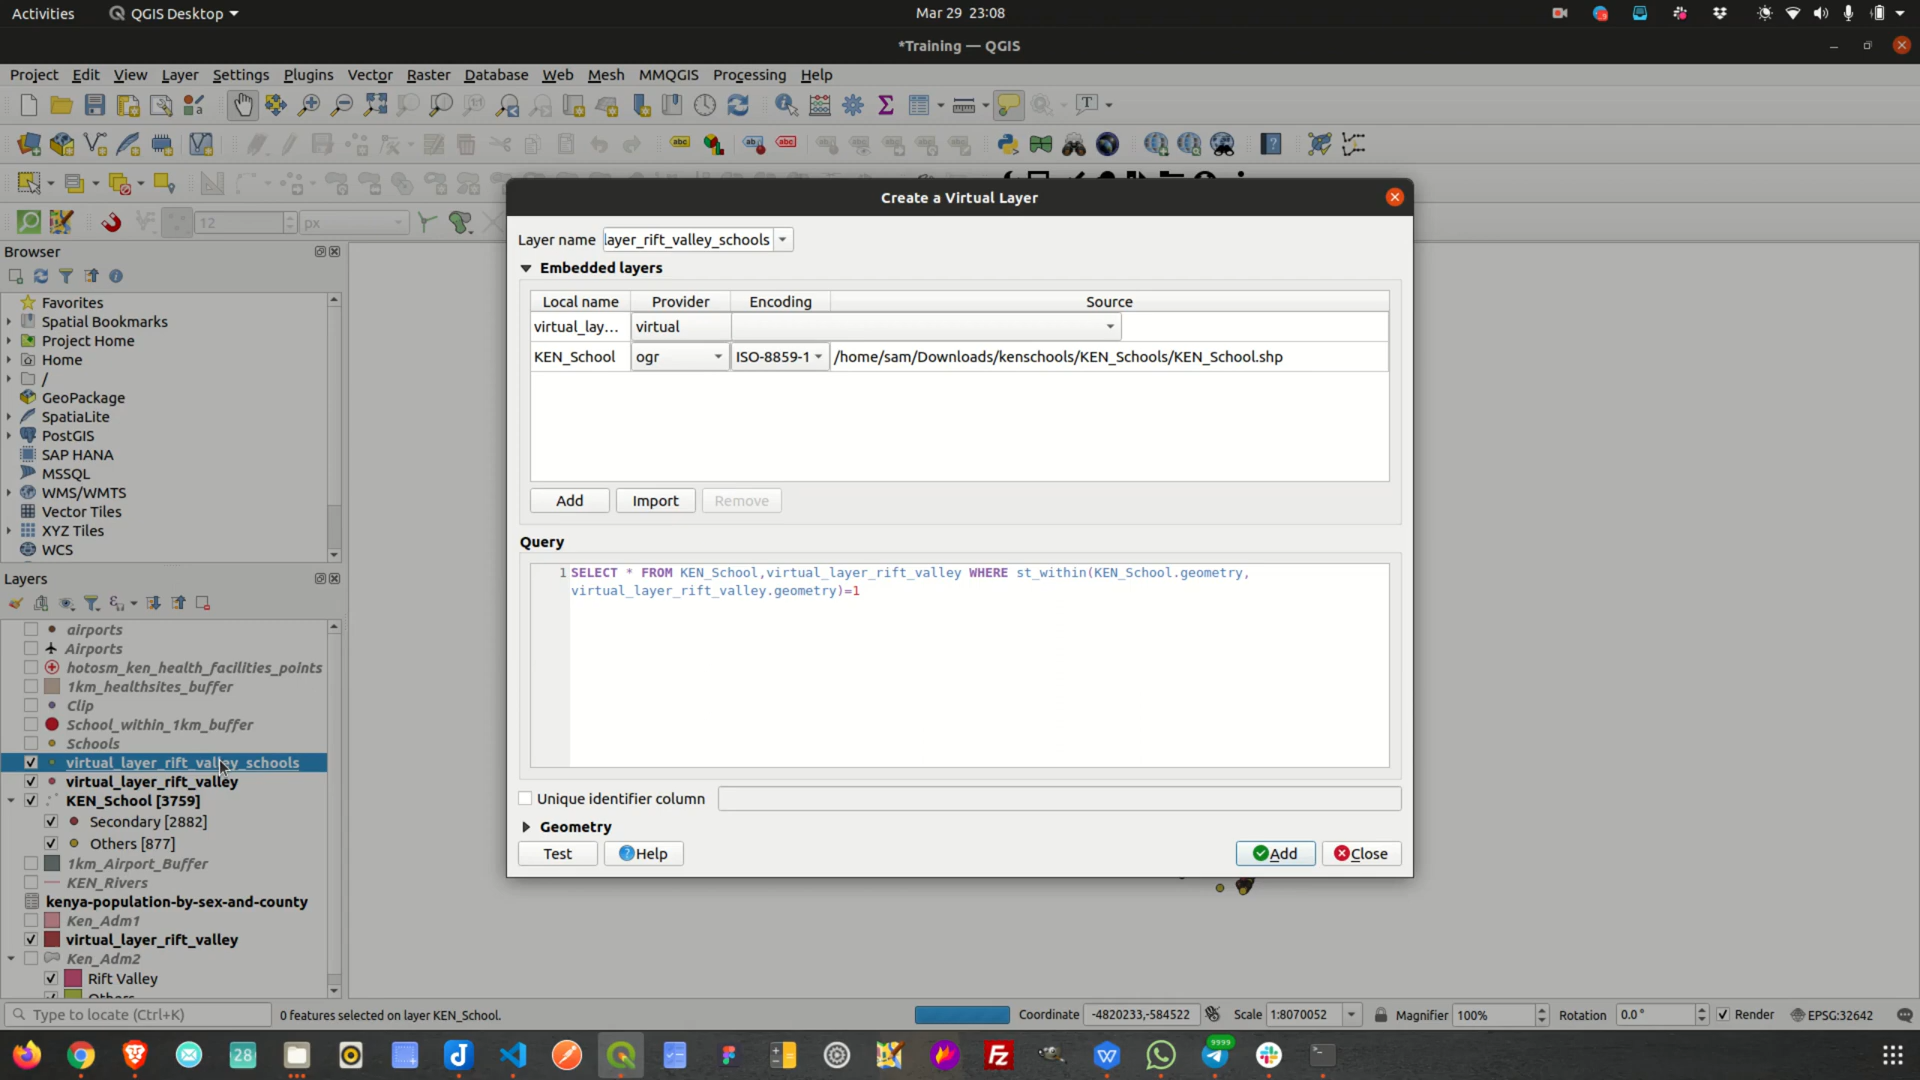 Activities QGIS Desktop Mar 29 23:08
*Training — QGIS
Project Edit View Layer Settings Plugins Vector Raster Database Web Mesh MMQGIS Processing Help
12 px
Browser
Favorites
Spatial Bookmarks
Project Home
Home
/
GeoPackage
SpatiaLite
PostGIS
SAP HANA
MSSQL
WMS/WMTS
Vector Tiles
XYZ Tiles
WCS
Layers
airports
Airports
hotosm_ken_health_facilities_points
1km_healthsites_buffer
Clip
School_within_1km_buffer
Schools
virtual_layer_rift_valley_schools
virtual_layer_rift_valley
KEN_School [3759]
Secondary [2882]
Others [877]
1km_Airport_Buffer
KEN_Rivers
kenya-population-by-sex-and-county
Ken_Adm1
virtual_layer_rift_valley
Ken_Adm2
Rift Valley
Others
Create a Virtual Layer
Layer name layer_rift_valley_schools
Embedded layers
Local name Provider Encoding Source
virtual_lay... virtual
KEN_School ogr ISO-8859-1 /home/sam/Downloads/kenschools/KEN_Schools/KEN_School.shp
Add Import Remove
Query
1 SELECT * FROM KEN_School,virtual_layer_rift_valley WHERE st_within(KEN_School.geometry,
virtual_layer_rift_valley.geometry)=1
Unique identifier column
Geometry
Test Help Add Close
Type to locate (Ctrl+K) 0 features selected on layer KEN_School. Coordinate -4820233,-584522 Scale 1:8070052 Magnifier 100% Rotation 0.0 ° Render EPSG:32642
28
9999